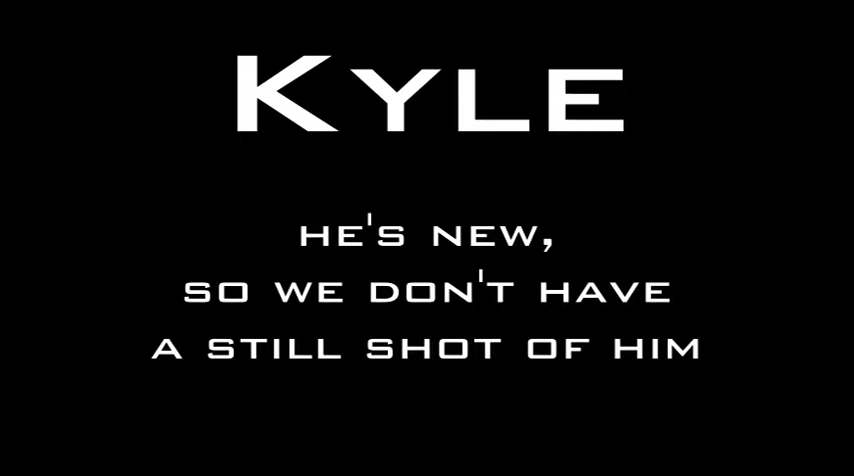 KYLE
HE'S NEW,
SO WE DON'T HAVE
A STILL SHOT OF HIM